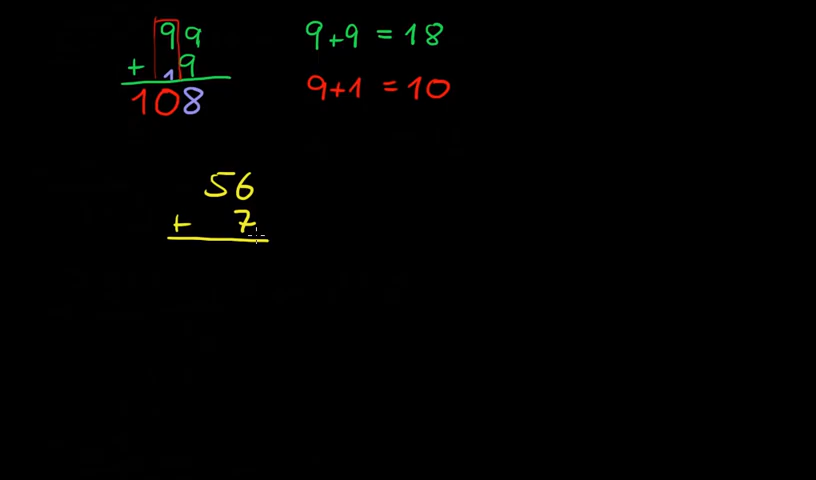 99 9+9 = 18
+ 19 9+1 = 10
108
56
+ 7